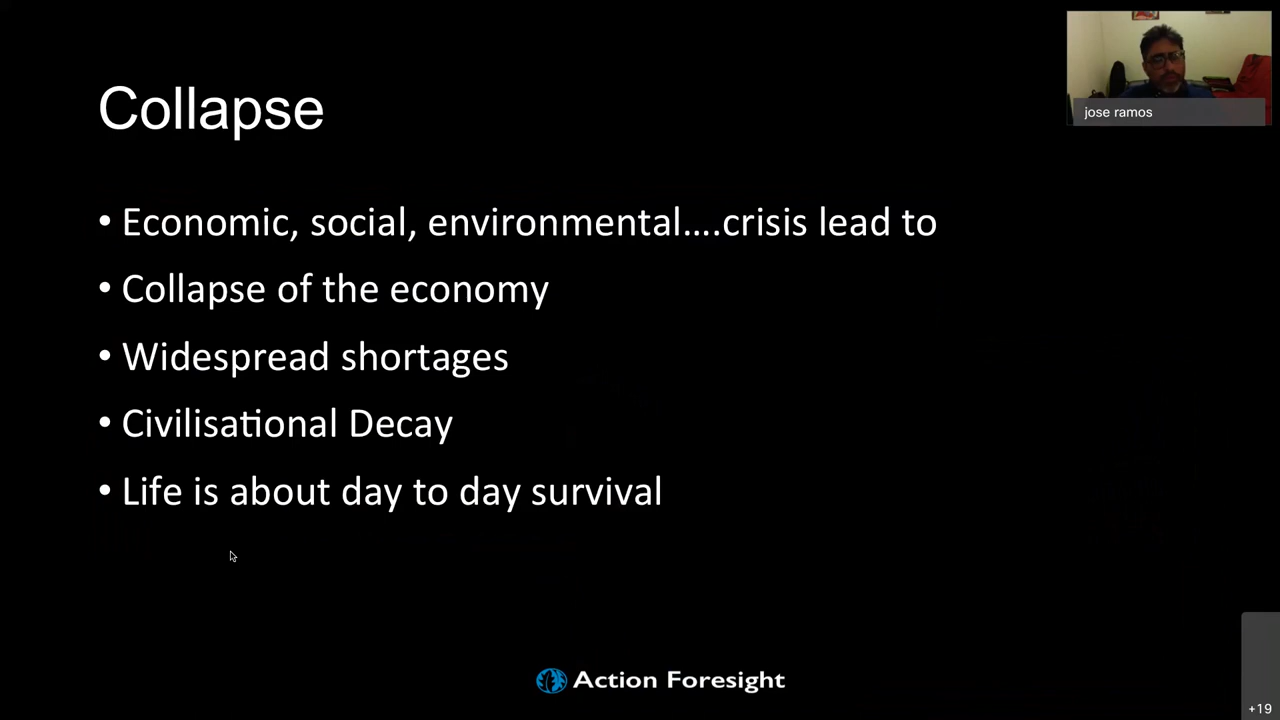 Collapse
jose ramos
• Economic, social, environmental....crisis lead to
• Collapse of the economy
• Widespread shortages
• Civilisational Decay
• Life is about day to day survival
Action Foresight
+19